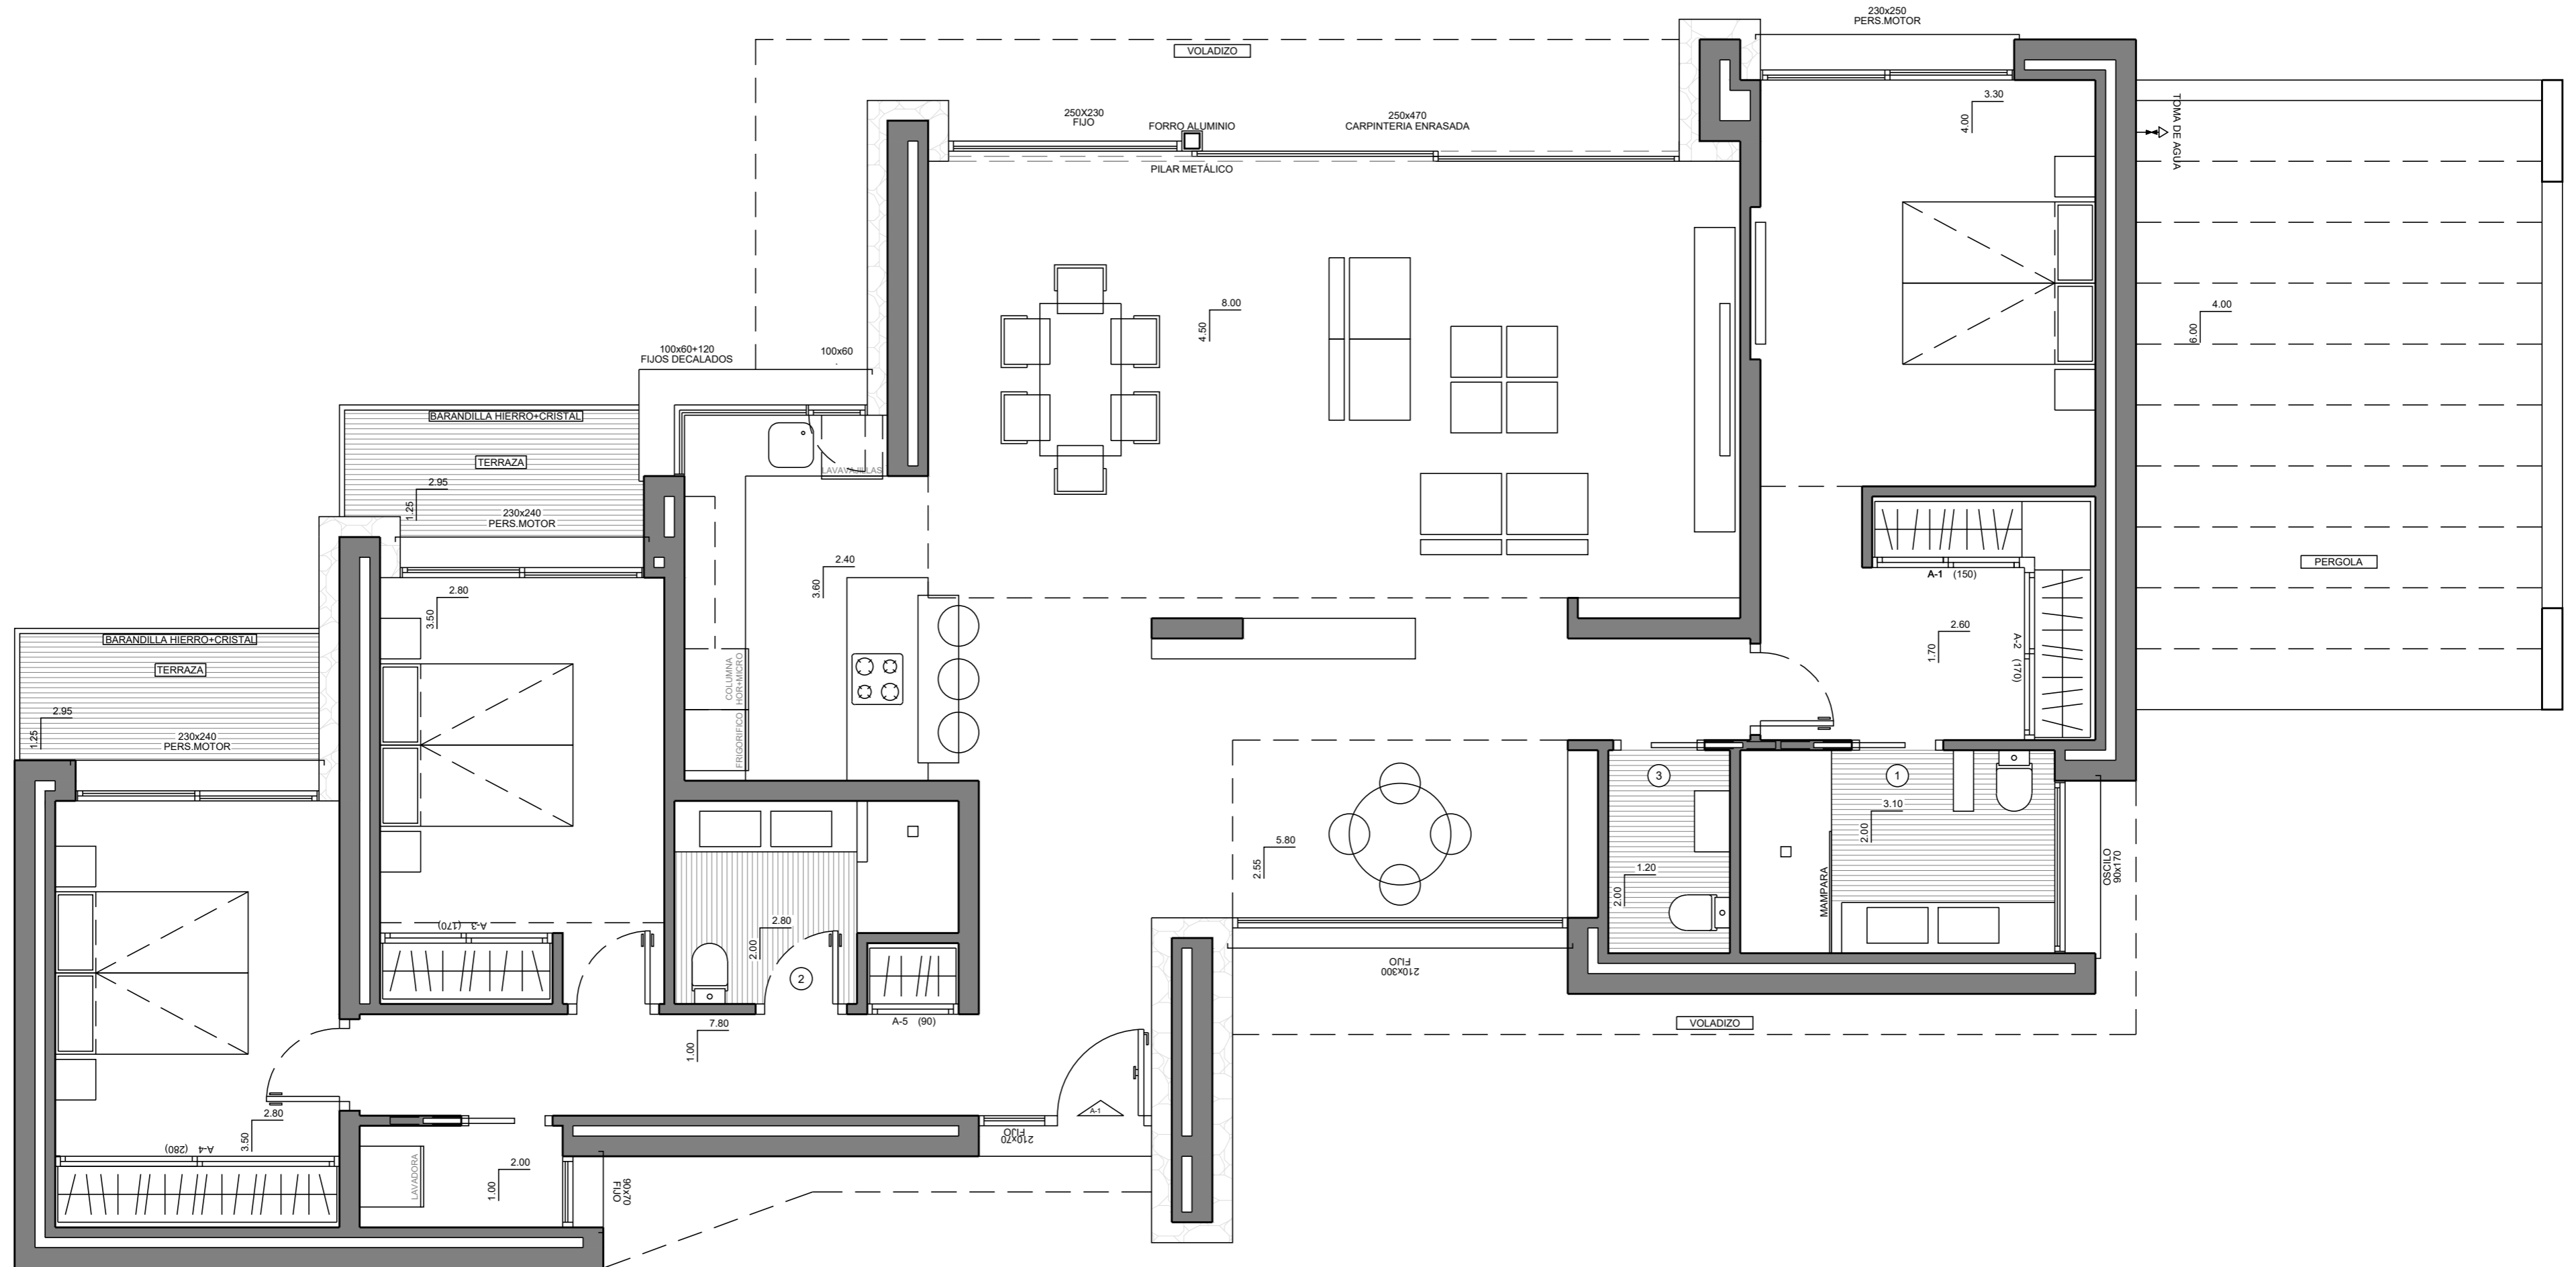 230x250
PERS.MOTOR
VOLADIZO
250X230
FIJO
FORRO ALUMINIO
250x470
CARPINTERIA ENRASADA
PILAR METÁLICO
3.30
4.00
TOMA DE AGUA
8.00
4.50
4.00
6.00
100x60+120
FIJOS DECALADOS
100x60
BARANDILLA HIERRO+CRISTAL
TERRAZA
2.95
1.25
230x240
PERS.MOTOR
LAVAVAJILLAS
2.40
3.60
2.80
3.50
PERGOLA
A-1 (150)
2.60
1.70
A-2 (170)
BARANDILLA HIERRO+CRISTAL
TERRAZA
2.95
1.25
230x240
PERS.MOTOR
COLUMNA
HOR+MICRO
FRIGORIFICO
3
1
3.10
2.00
5.80
2.55
1.20
2.00
MAMPARA
OSCILO
90x170
A-3 (170)
2.80
2.00
2
210x300
FIJO
A-5 (90)
7.80
1.00
VOLADIZO
2.80
3.50
A-4 (280)
A-1
210x70
FIJO
LAVADORA
2.00
1.00
90x70
FIJO